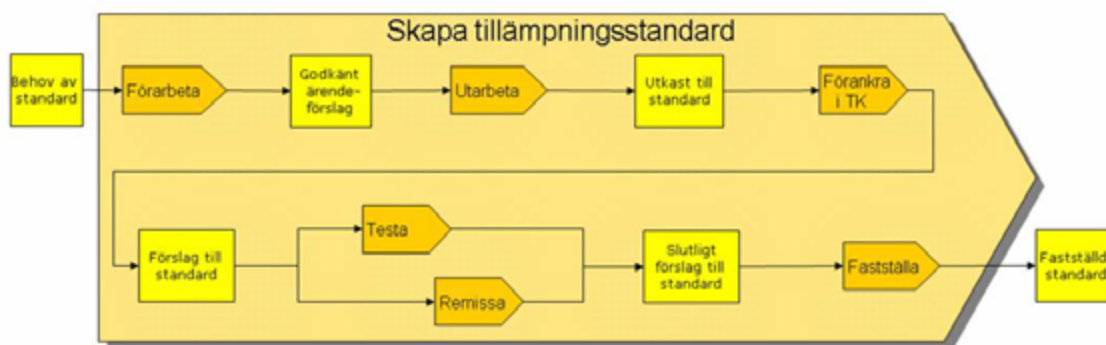 Skapa tillämpningsstandard
Behov av
standard
Förarbeta
Godkänt
ärende-
förslag
Utarbeta
Utkast till
standard
Förankra
i TK
Förslag till
standard
Testa
Remissa
Slutligt
förslag till
standard
Fastställa
Fastställd
standard